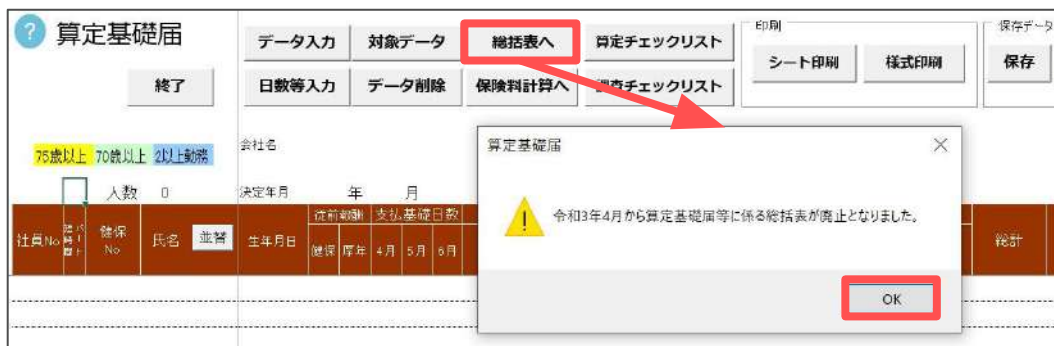 ? 算定基礎届
データ入力 対象データ 総括表へ 算定チェックリスト
印刷
シート印刷 様式印刷
保存データ
保存
終了
日数等入力 データ削除 保険料計算へ チェックリスト
75歳以上 70歳以上 2以上勤務
会社名
人数 0 決定年月 年 月
社員No 健保No 氏名 並替 生年月日 従前報酬 支払基礎日数 総計
健保 厚年 4月 5月 6月
算定基礎届
令和3年4月から算定基礎届等に係る総括表が廃止となりました。
OK